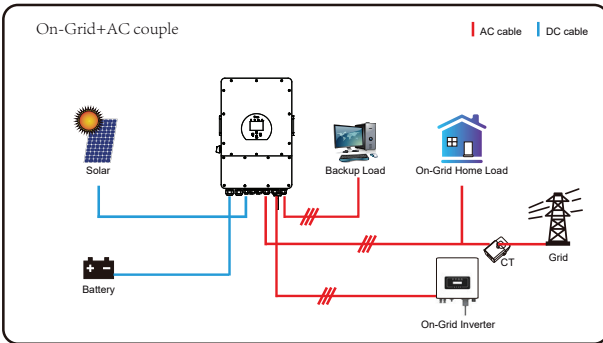 On-Grid+AC couple
AC cable
DC cable
Solar
Backup Load
On-Grid Home Load
CT
Grid
Battery
On-Grid Inverter